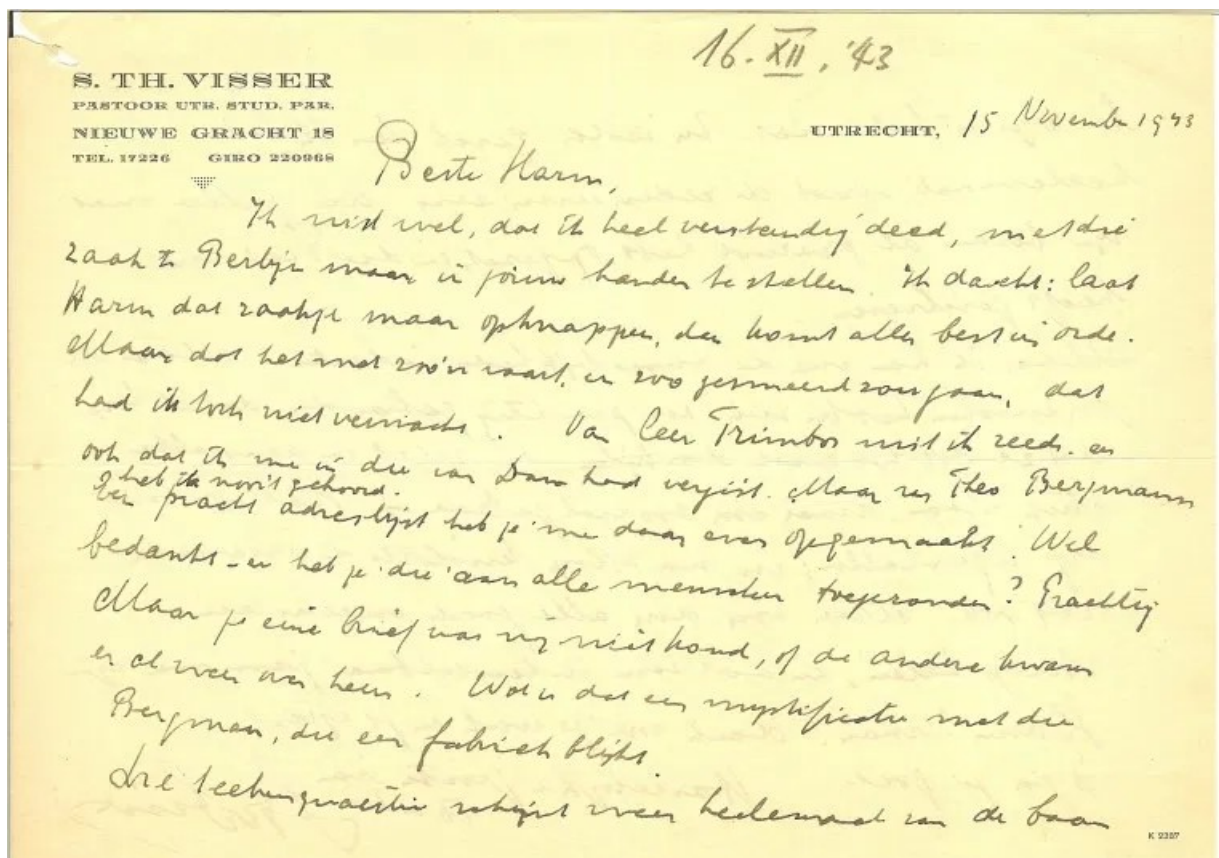 16. XII, '43
S. TH. VISSER
PASTOOR UTR. STUD. PAR.
NIEUWE GRACHT 18
TEL. 17226 GIRO 220968
UTRECHT, 15 November 1943
Beste Harm,
Ik wist wel, dat ik heel verstandig deed, met die
zaak te Berlijn maar in jouw handen te stellen. Ik dacht: laat
Harm dat zaakje maar opknappen, dan komt alles best in orde.
Maar dat het met zoo'n vaart, en zoo gesmeerd zou gaan, dat
had ik toch niet verwacht. Van Leer Trimbos wist ik reeds. en
ook dat ik me in die van Dam had vergist. Maar van Theo Bergmann
heb ik nooit gehoord.
Een pracht adreslijst heb je me daar even opgemaakt! Wel
bedankt - en heb je die aan alle menschen toegezonden? Prachtig
Maar je eene brief was nog niet koud, of de andere kwam
er al weer over heen. Wat is dat een mystificatie met die
Bergman, die een fabriek blijkt.
Die teekenquaestie schijnt weer heelemaal van de baan
K 2307